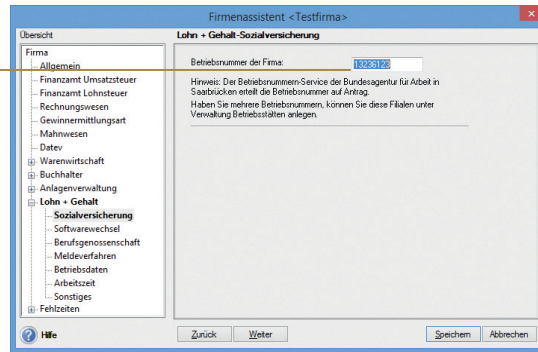 Firmenassistent <Testfirma>
Übersicht
Firma
Allgemein
Finanzamt Umsatzsteuer
Finanzamt Lohnsteuer
Rechnungswesen
Gewinnermittlungsart
Mahnwesen
Datev
Warenwirtschaft
Buchhalter
Anlagenverwaltung
Lohn + Gehalt
Sozialversicherung
Softwarewechsel
Berufsgenossenschaft
Meldeverfahren
Betriebsdaten
Arbeitszeit
Sonstiges
Fehlzeiten
Lohn + Gehalt-Sozialversicherung
Betriebsnummer der Firma: 13236123
Hinweis: Der Betriebsnummern-Service der Bundesagentur für Arbeit in
Saarbrücken erteilt die Betriebsnummer auf Antrag.
Haben Sie mehrere Betriebsnummern, können Sie diese Filialen unter
Verwaltung Betriebsstätten anlegen.
Hilfe Zurück Weiter Speichern Abbrechen